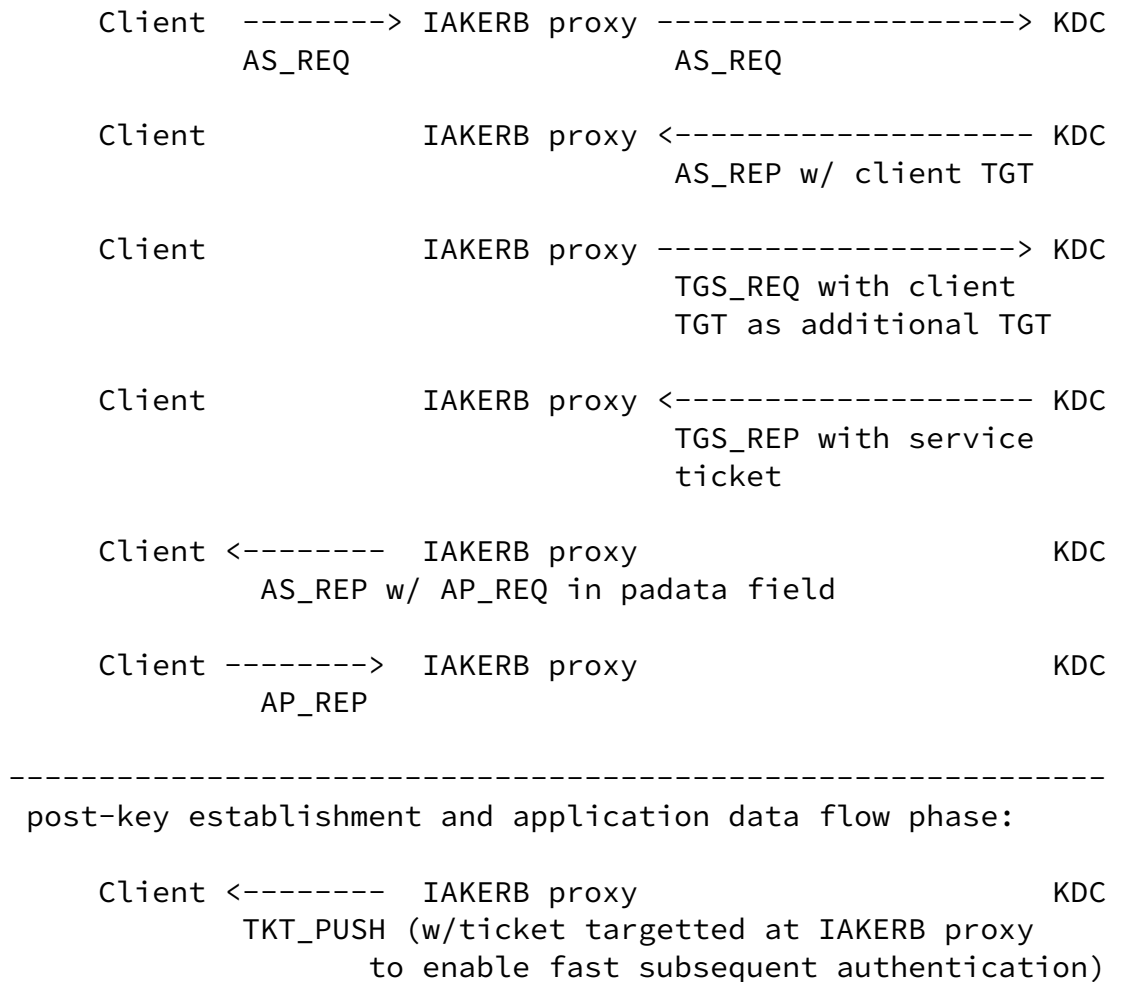 Client --------> IAKERB proxy --------------------> KDC
AS_REQ AS_REQ
Client IAKERB proxy <-------------------- KDC
AS_REP w/ client TGT
Client IAKERB proxy --------------------> KDC
TGS_REQ with client
TGT as additional TGT
Client IAKERB proxy <-------------------- KDC
TGS_REP with service
ticket
Client <-------- IAKERB proxy KDC
AS_REP w/ AP_REQ in padata field
Client --------> IAKERB proxy KDC
AP_REP
-------------------------------------------------------------
post-key establishment and application data flow phase:
Client <-------- IAKERB proxy KDC
TKT_PUSH (w/ticket targetted at IAKERB proxy
to enable fast subsequent authentication)